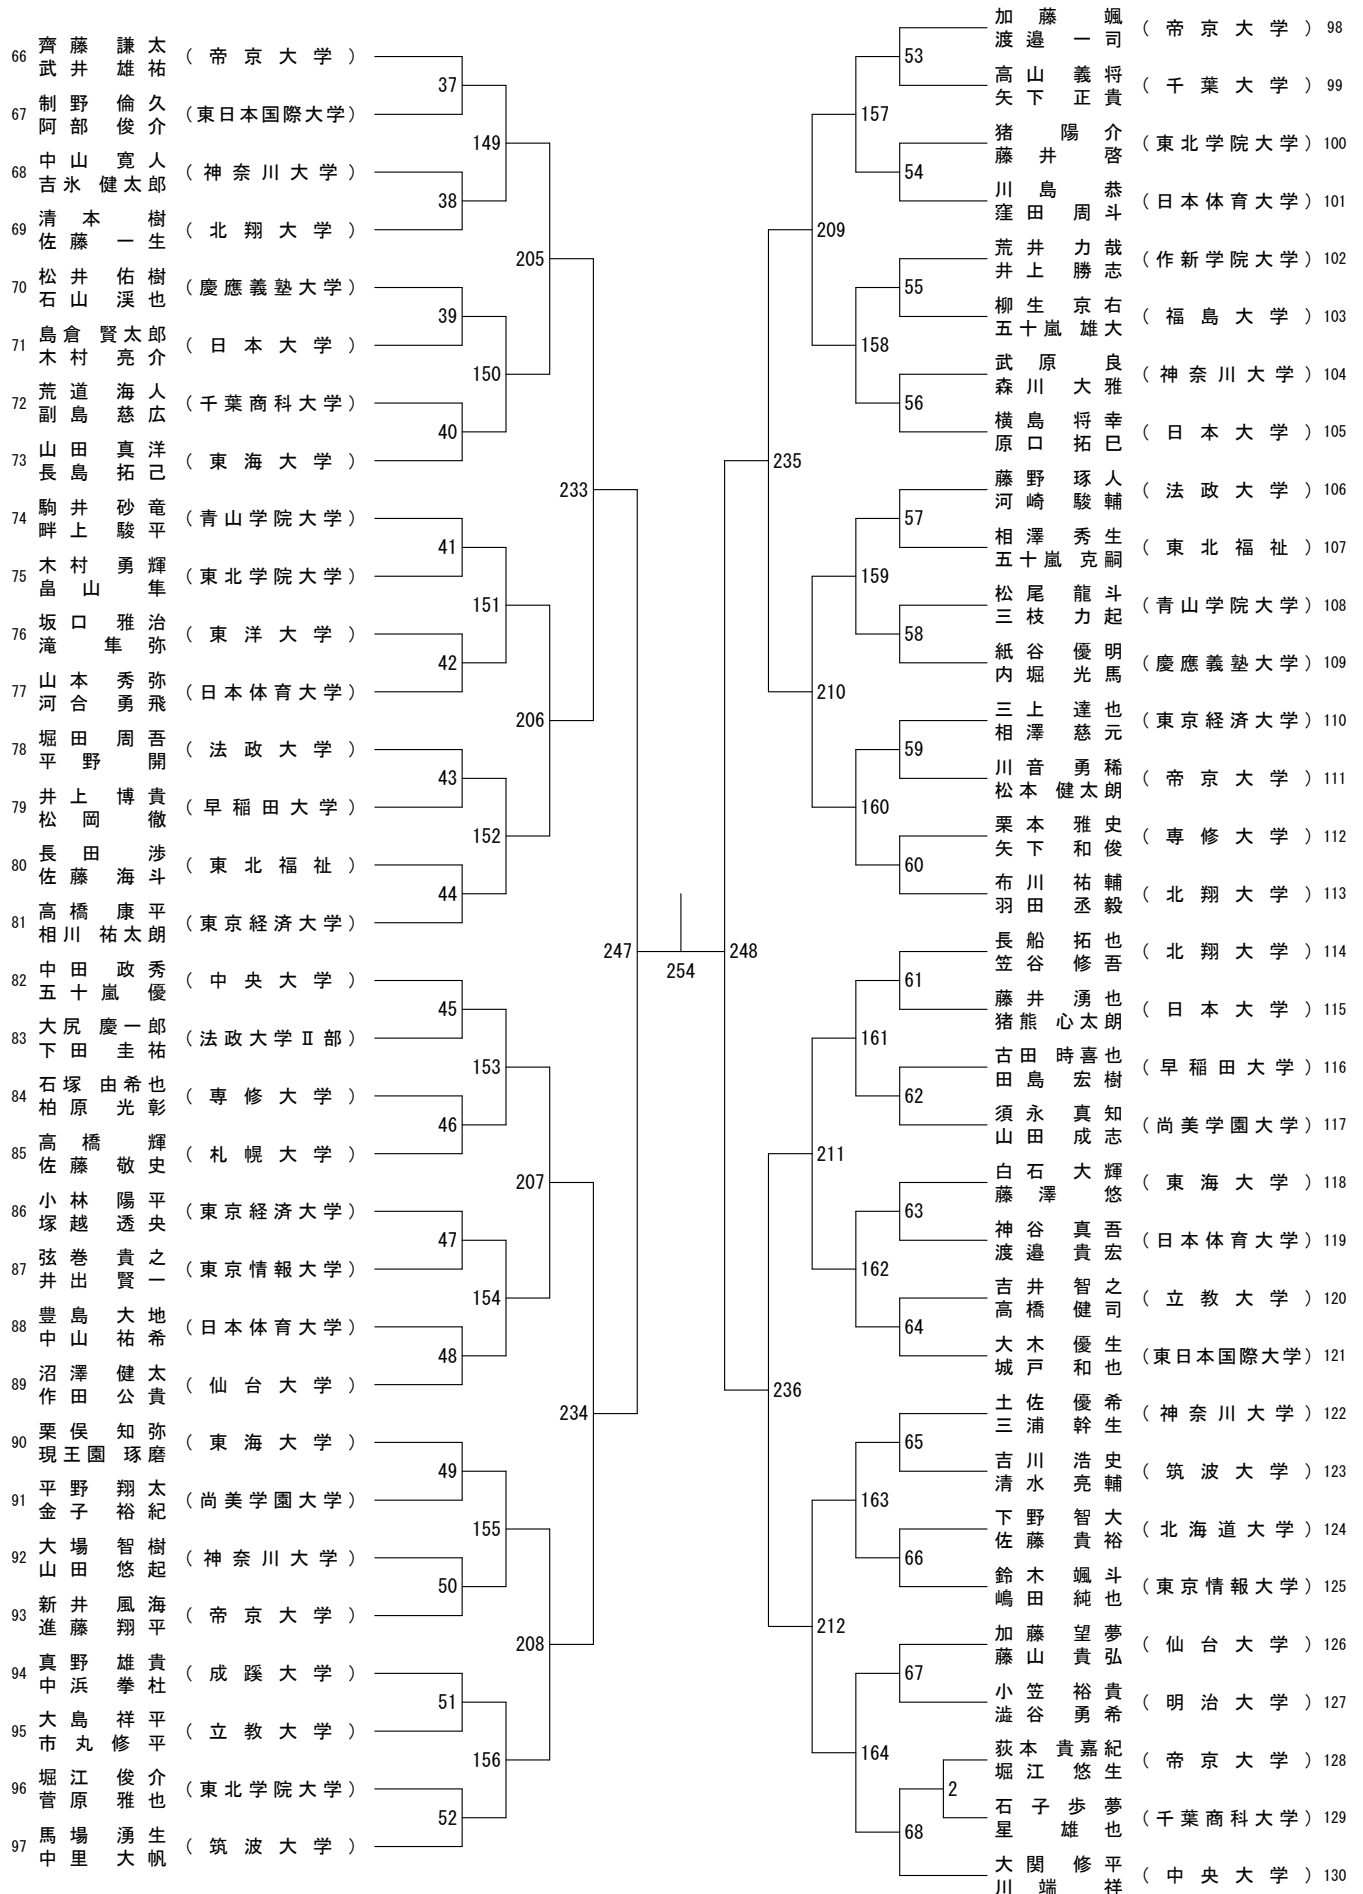 66 齊藤 謙太 (帝京大学)
武井 雄祐
37
67 制野 倫久 (東日本国際大学)
阿部 俊介
149
68 中山 寛人 (神奈川大学)
吉氷 健太郎
38
69 清本 樹 (北翔大学)
佐藤 一生
205
70 松井 佑樹 (慶應義塾大学)
石山 渓也
39
71 島倉 賢太郎 (日本大学)
木村 亮介
150
72 荒道 海人 (千葉商科大学)
副島 慈広
40
73 山田 真洋 (東海大学)
長島 拓己
233
74 駒井 砂竜 (青山学院大学)
畔上 駿平
41
75 木村 勇輝 (東北学院大学)
畠山 隼
151
76 坂口 雅治 (東洋大学)
滝 隼弥
42
77 山本 秀弥 (日本体育大学)
河合 勇飛
206
78 堀田 周吾 (法政大学)
平野 開
43
79 井上 博貴 (早稲田大学)
松岡 徹
152
80 長田 渉 (東北福祉)
佐藤 海斗
44
81 高橋 康平 (東京経済大学)
相川 祐太朗
247
82 中田 政秀 (中央大学)
五十嵐 優
45
83 大尻 慶一郎 (法政大学Ⅱ部)
下田 圭祐
153
84 石塚 由希也 (専修大学)
柏原 光彰
46
85 高橋 輝 (札幌大学)
佐藤 敬史
207
86 小林 陽平 (東京経済大学)
塚越 透央
47
87 弦巻 貴之 (東京情報大学)
井出 賢一
154
88 豊島 大地 (日本体育大学)
中山 祐希
48
89 沼澤 健太 (仙台大学)
作田 公貴
234
90 栗俣 知弥 (東海大学)
現王園 琢磨
49
91 平野 翔太 (尚美学園大学)
金子 裕紀
155
92 大場 智樹 (神奈川大学)
山田 悠起
50
93 新井 風海 (帝京大学)
進藤 翔平
208
94 真野 雄貴 (成蹊大学)
中浜 拳杜
51
95 大島 祥平 (立教大学)
市丸 修平
156
96 堀江 俊介 (東北学院大学)
菅原 雅也
52
97 馬場 湧生 (筑波大学)
中里 大帆
254
加藤 颯 (帝京大学) 98
渡邉 一司
53
高山 義将 (千葉大学) 99
矢下 正貴
157
猪 陽介 (東北学院大学) 100
藤井 啓
54
川島 恭 (日本体育大学) 101
窪田 周斗
209
荒井 力哉 (作新学院大学) 102
井上 勝志
55
柳生 京右 (福島大学) 103
五十嵐 雄大
158
武原 良 (神奈川大学) 104
森川 大雅
56
横島 将幸 (日本大学) 105
原口 拓巳
235
藤野 琢人 (法政大学) 106
河崎 駿輔
57
相澤 秀生 (東北福祉) 107
五十嵐 克嗣
159
松尾 龍斗 (青山学院大学) 108
三枝 力起
58
紙谷 優明 (慶應義塾大学) 109
内堀 光馬
210
三上 達也 (東京経済大学) 110
相澤 慈元
59
川音 勇稀 (帝京大学) 111
松本 健太朗
160
栗本 雅史 (専修大学) 112
矢下 和俊
60
布川 祐輔 (北翔大学) 113
羽田 丞毅
248
長船 拓也 (北翔大学) 114
笠谷 修吾
61
藤井 湧也 (日本大学) 115
猪熊 心太朗
161
古田 時喜也 (早稲田大学) 116
田島 宏樹
62
須永 真知 (尚美学園大学) 117
山田 成志
211
白石 大輝 (東海大学) 118
藤澤 悠
63
神谷 真吾 (日本体育大学) 119
渡邉 貴宏
162
吉井 智之 (立教大学) 120
高橋 健司
64
大木 優生 (東日本国際大学) 121
城戸 和也
236
土佐 優希 (神奈川大学) 122
三浦 幹生
65
吉川 浩史 (筑波大学) 123
清水 亮輔
163
下野 智大 (北海道大学) 124
佐藤 貴裕
66
鈴木 颯斗 (東京情報大学) 125
嶋田 純也
212
加藤 望夢 (仙台大学) 126
藤山 貴弘
67
小笠 裕貴 (明治大学) 127
澁谷 勇希
164
荻本 貴嘉紀 (帝京大学) 128
堀江 悠生
2
石子 歩夢 (千葉商科大学) 129
星 雄也
68
大関 修平 (中央大学) 130
川端 祥